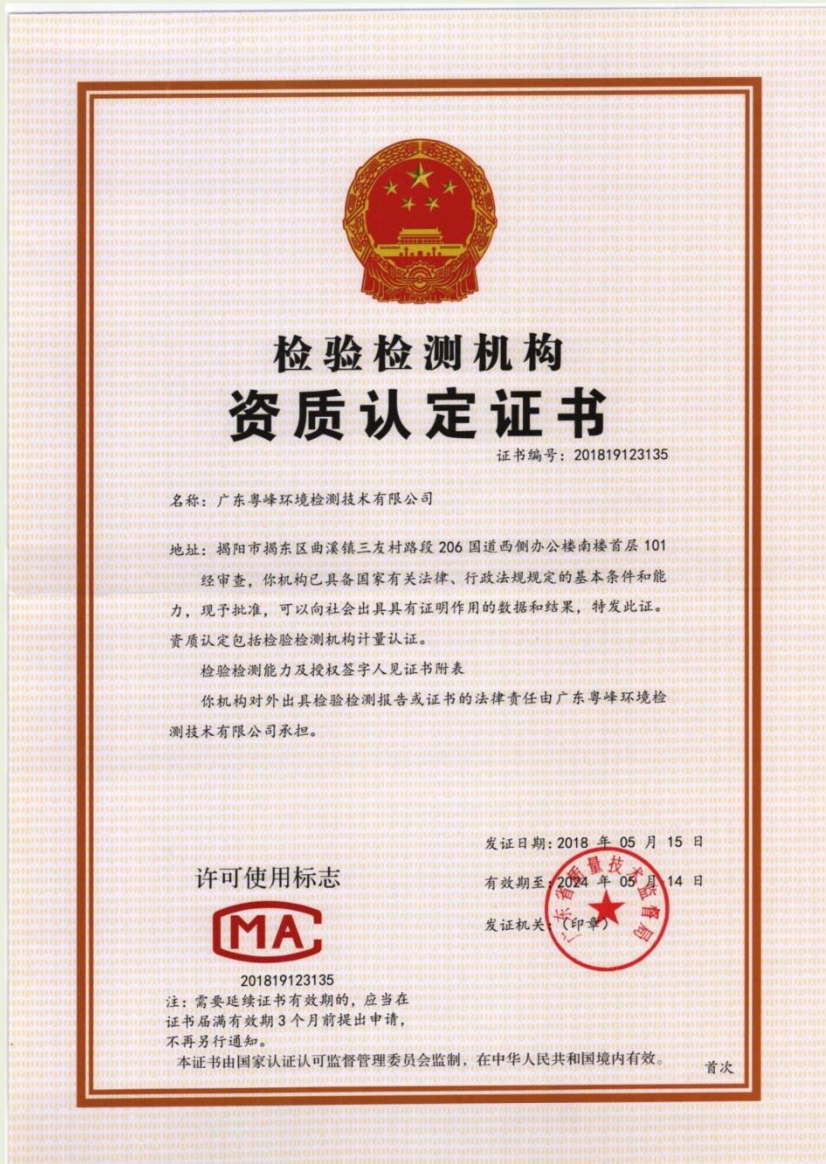 检验检测机构
资质认定证书
证书编号：201819123135
名称：广东粤峰环境检测技术有限公司
地址：揭阳市揭东区曲溪镇三友村路段 206 国道西侧办公楼南楼首层 101
经审查，你机构已具备国家有关法律、行政法规规定的基本条件和能
力，现予批准，可以向社会出具具有证明作用的数据和结果，特发此证。
资质认定包括检验检测机构计量认证。
检验检测能力及授权签字人见证书附表
你机构对外出具检验检测报告或证书的法律责任由广东粤峰环境检
测技术有限公司承担。
许可使用标志
MA
201819123135
注：需要延续证书有效期的，应当在
证书届满有效期 3 个月前提出申请，
不再另行通知。
发证日期：2018 年 05 月 15 日
有效期至：2024 年 05 月 14 日
发证机关：（印章）
广东省质量技术监督局
本证书由国家认证认可监督管理委员会监制，在中华人民共和国境内有效。
首次